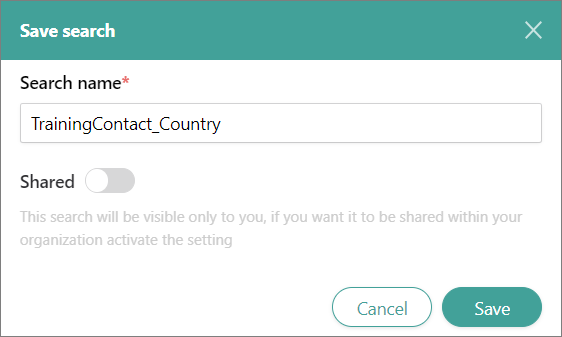 Save search
Search name*
TrainingContact_Country
Shared
This search will be visible only to you, if you want it to be shared within your
organization activate the setting
Cancel
Save